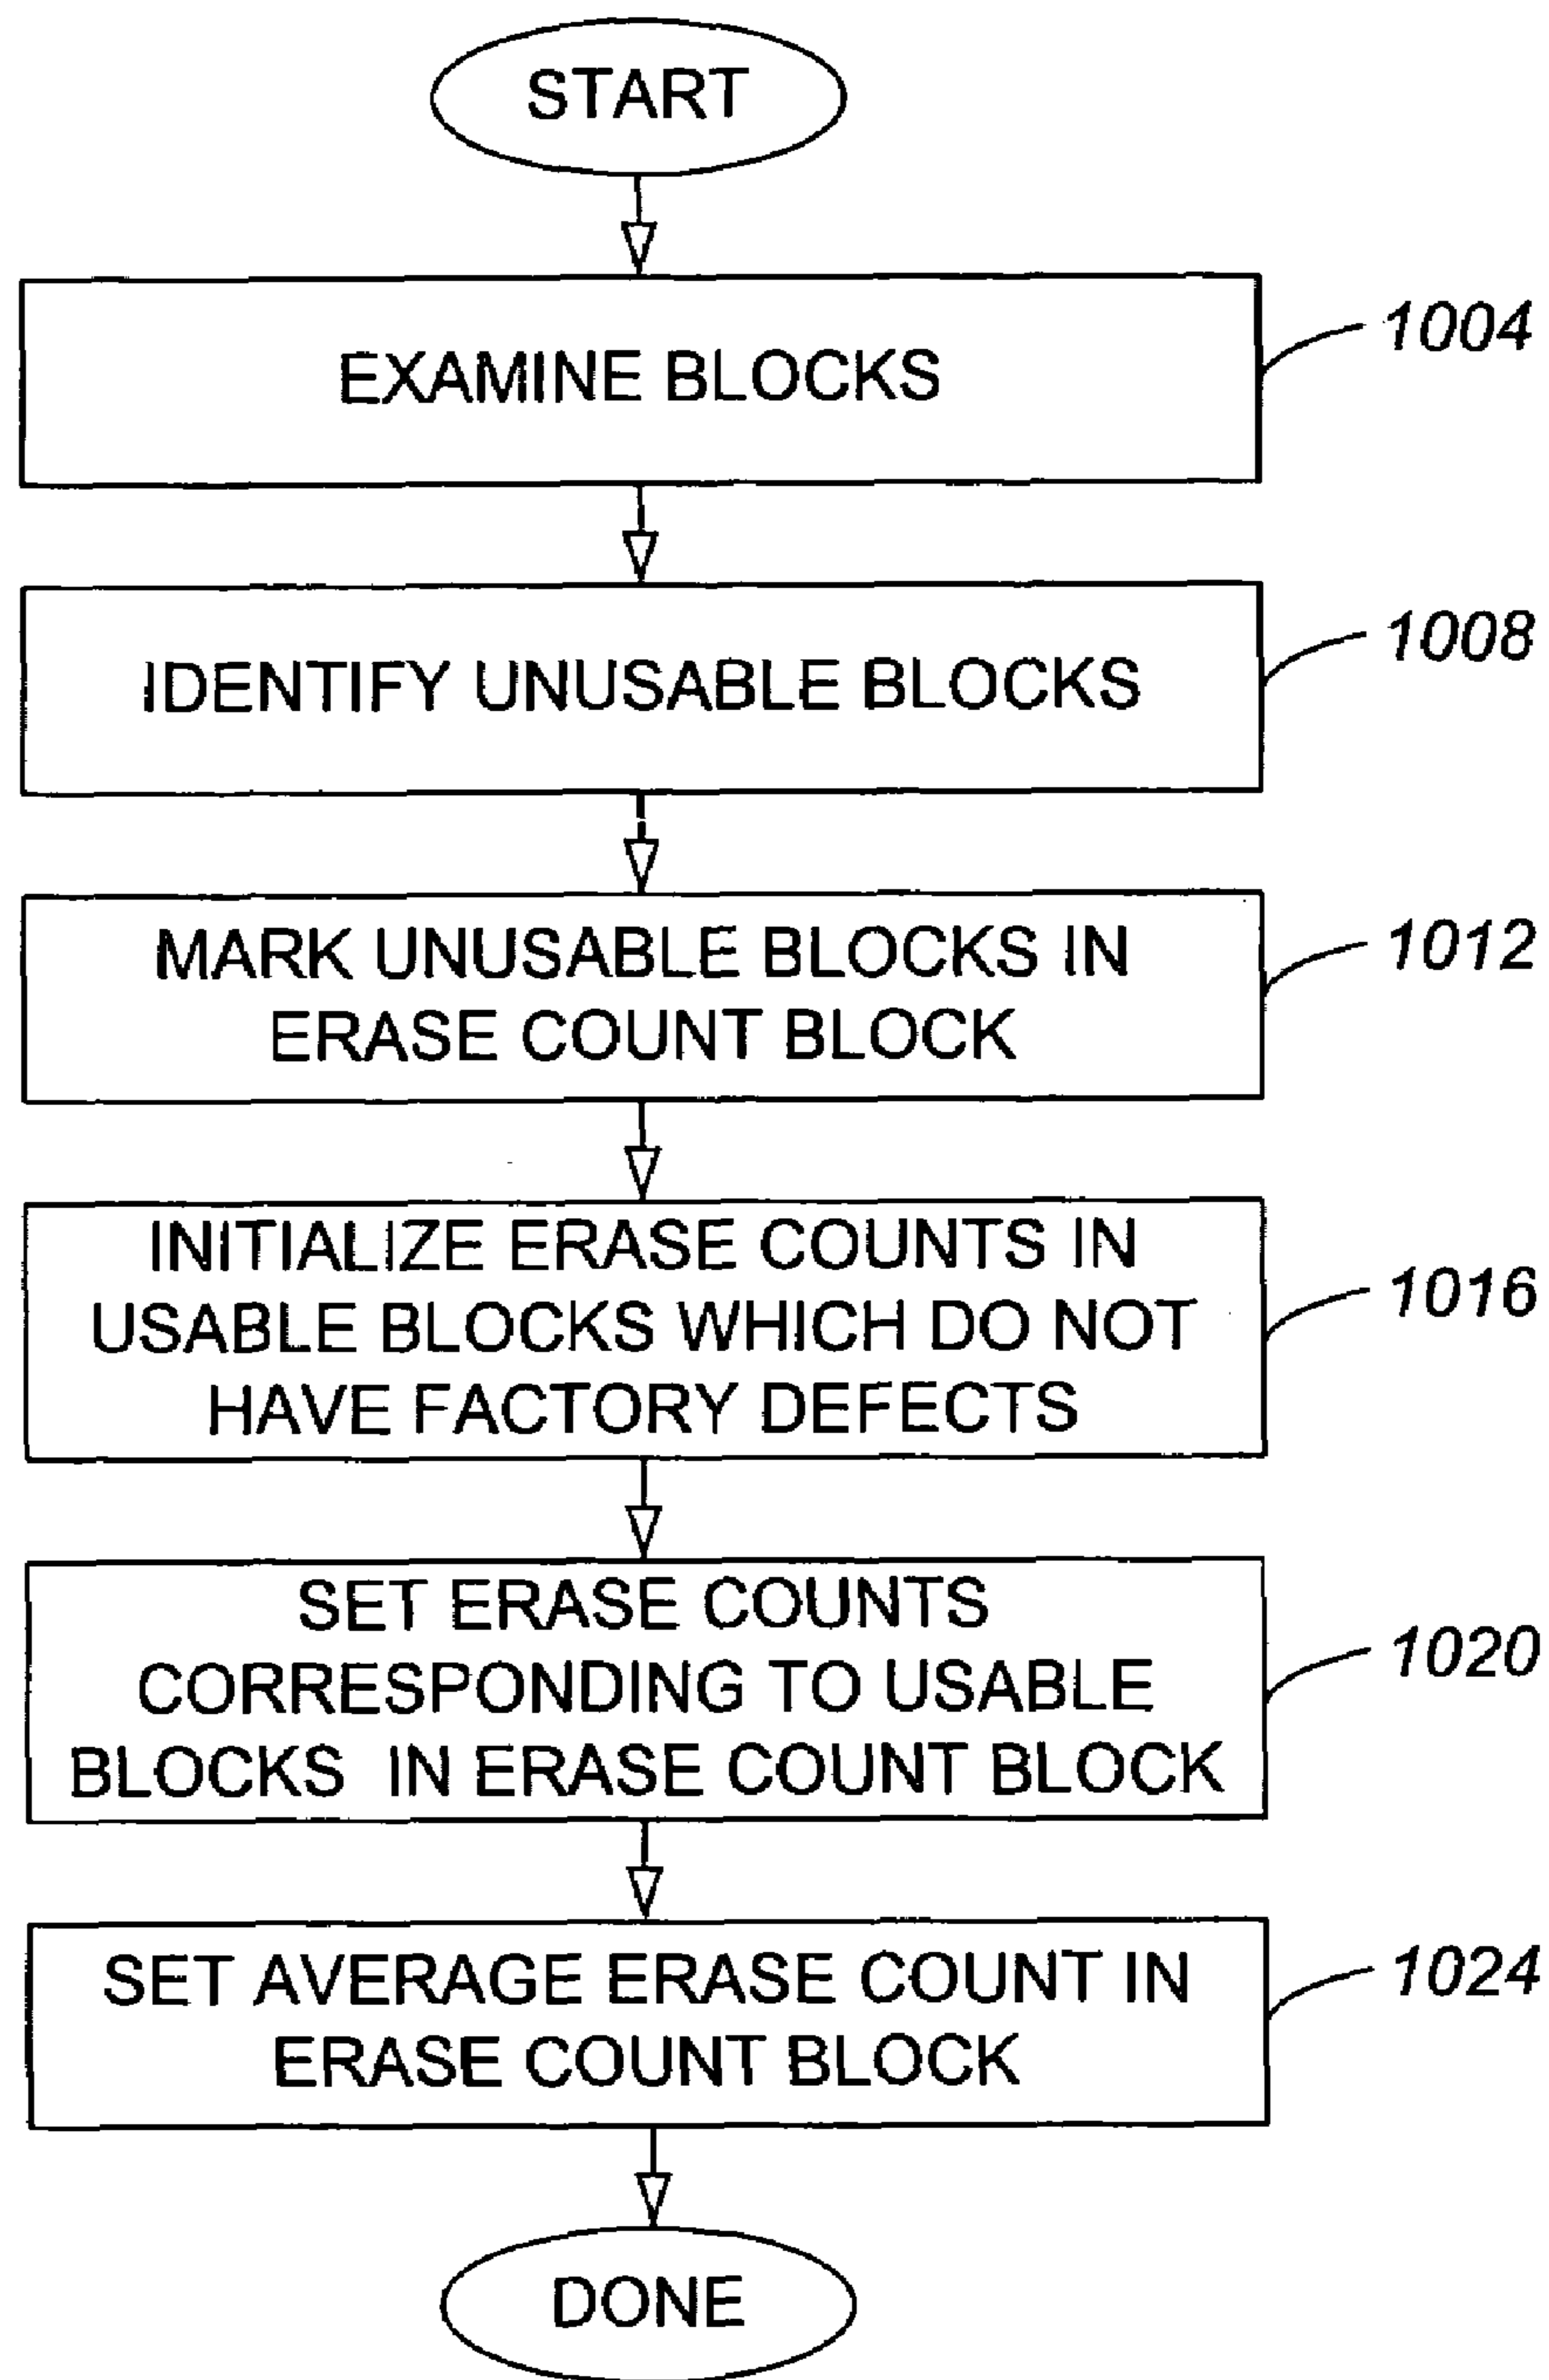 START
EXAMINE BLOCKS
1004
IDENTIFY UNUSABLE BLOCKS
1008
MARK UNUSABLE BLOCKS IN
ERASE COUNT BLOCK
1012
INITIALIZE ERASE COUNTS IN
USABLE BLOCKS WHICH DO NOT
HAVE FACTORY DEFECTS
1016
SET ERASE COUNTS
CORRESPONDING TO USABLE
BLOCKS IN ERASE COUNT BLOCK
1020
SET AVERAGE ERASE COUNT IN
ERASE COUNT BLOCK
1024
DONE